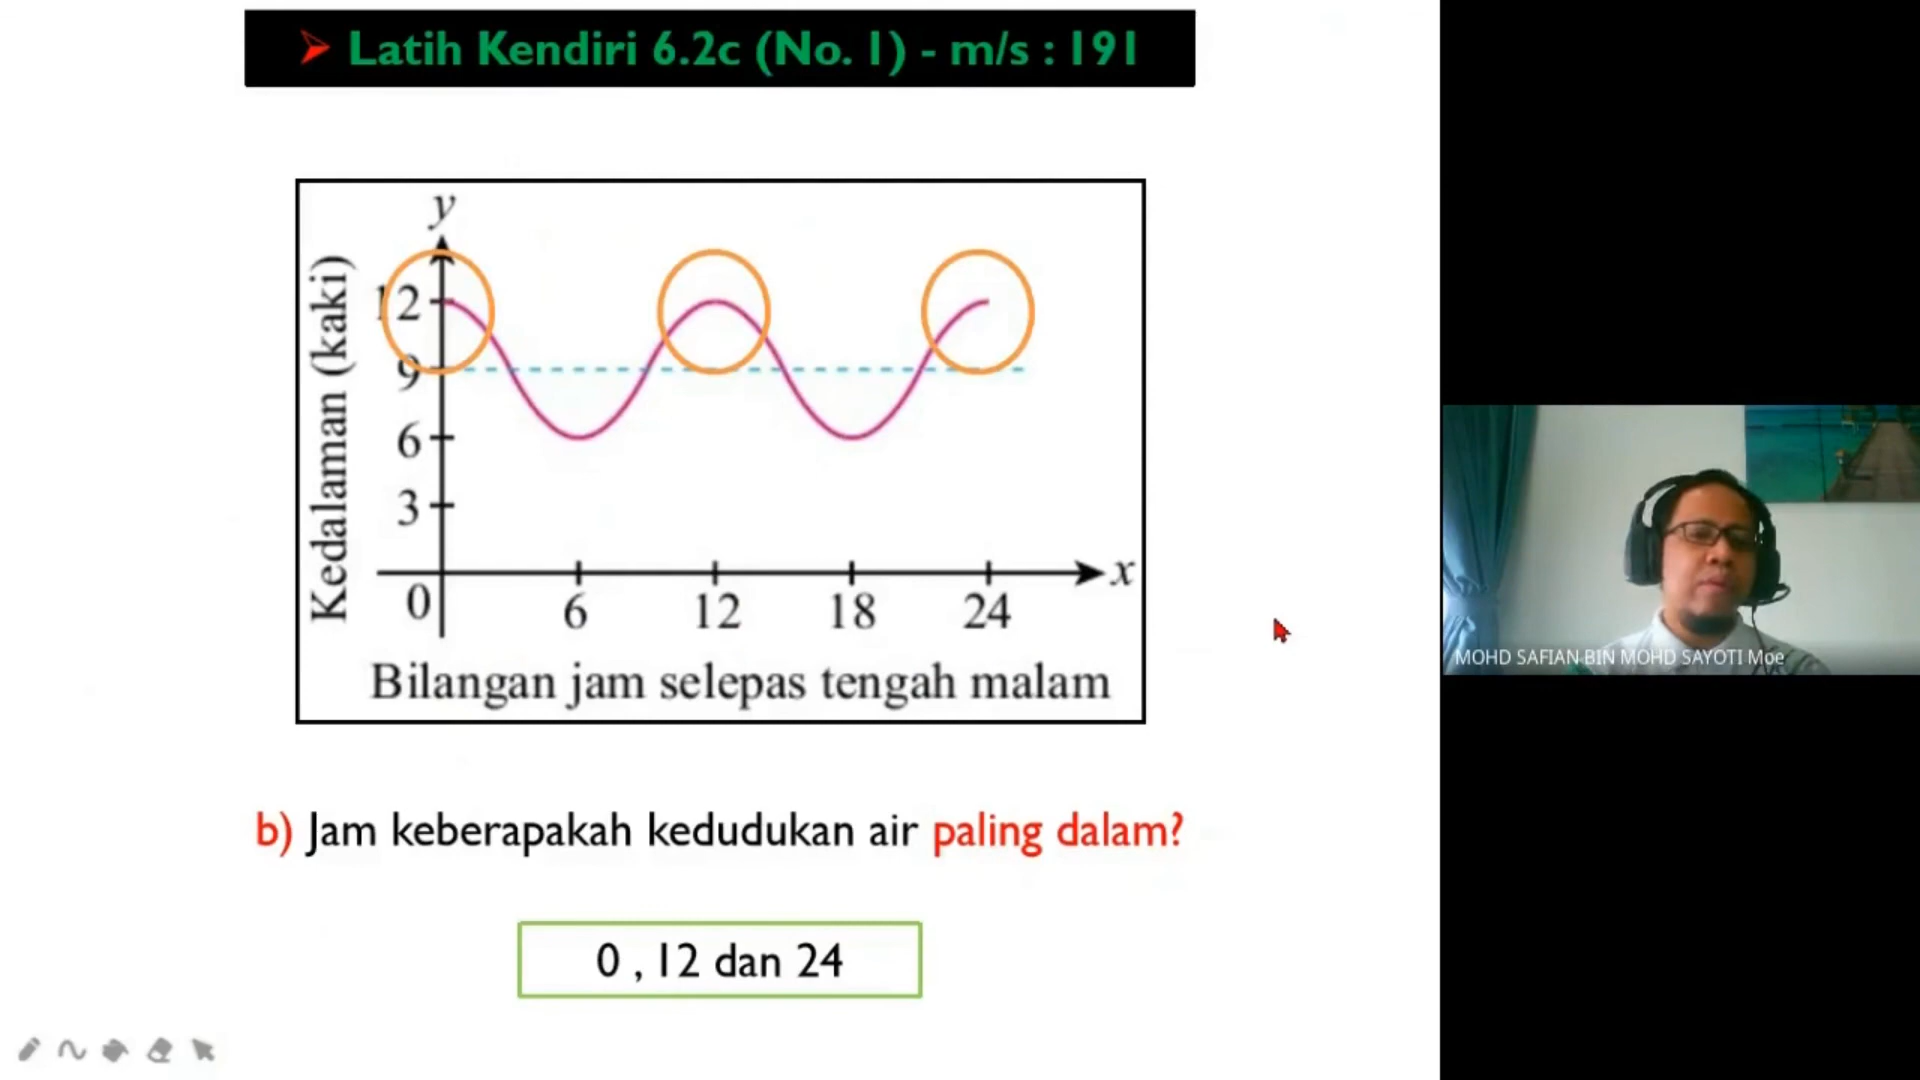 Latih Kendiri 6.2c (No. 1) - m/s : 191
y
Kedalaman (kaki)
12
9
6
3
0
6 12 18 24
x
Bilangan jam selepas tengah malam
MOHD SAFIAN BIN MOHD SAYOTI Moe
b) Jam keberapakah kedudukan air paling dalam?
0 , 12 dan 24